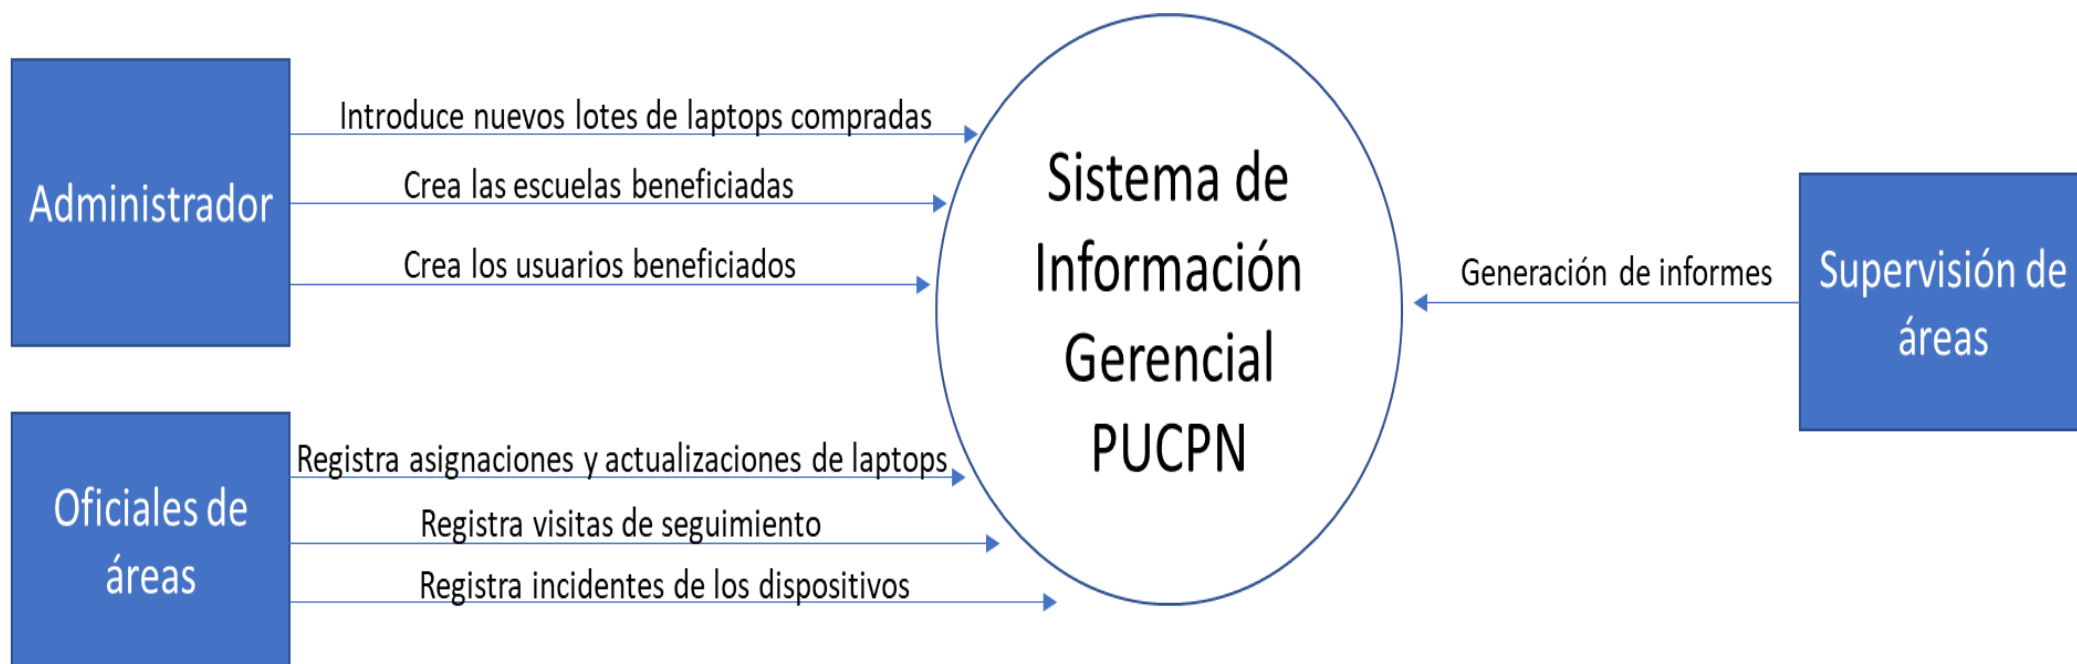 Administrador
Introduce nuevos lotes de laptops compradas
Crea las escuelas beneficiadas
Crea los usuarios beneficiados
Oficiales de
áreas
Registra asignaciones y actualizaciones de laptops
Registra visitas de seguimiento
Registra incidentes de los dispositivos
Sistema de
Información
Gerencial
PUCPN
Generación de informes
Supervisión de
áreas